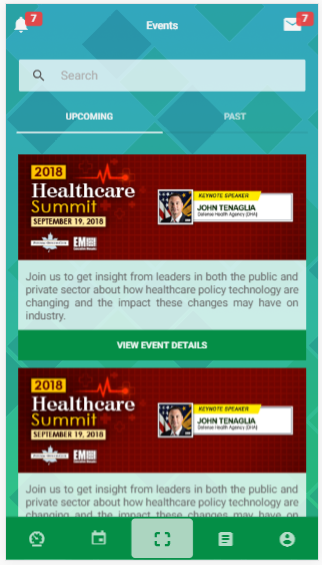 7
Events
7
Search
UPCOMING
PAST
2018
Healthcare
Summit
SEPTEMBER 19, 2018
KEYNOTE SPEAKER
JOHN TENAGLIA
Defense Health Agency (DHA)
EM
Join us to get insight from leaders in both the public and
private sector about how healthcare policy technology are
changing and the impact these changes may have on
industry.
VIEW EVENT DETAILS
2018
Healthcare
Summit
SEPTEMBER 19, 2018
KEYNOTE SPEAKER
JOHN TENAGLIA
Defense Health Agency (DHA)
EM
Join us to get insight from leaders in both the public and
private sector about how healthcare policy technology are
changing and the impact these changes may have on